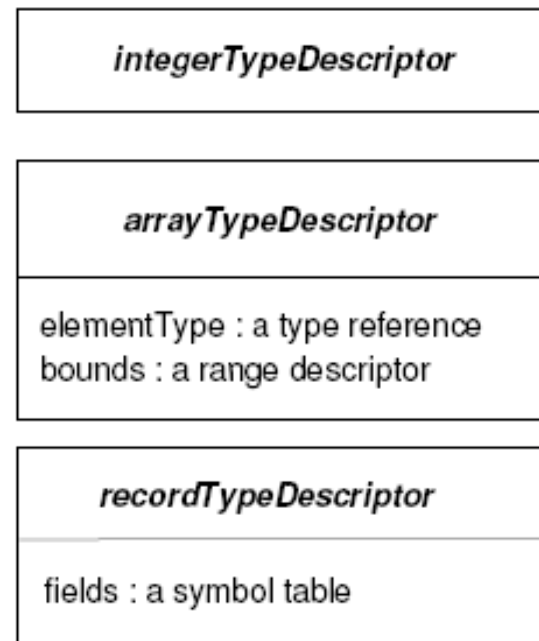 integerTypeDescriptor
arrayTypeDescriptor
elementType : a type reference
bounds : a range descriptor
recordTypeDescriptor
fields : a symbol table